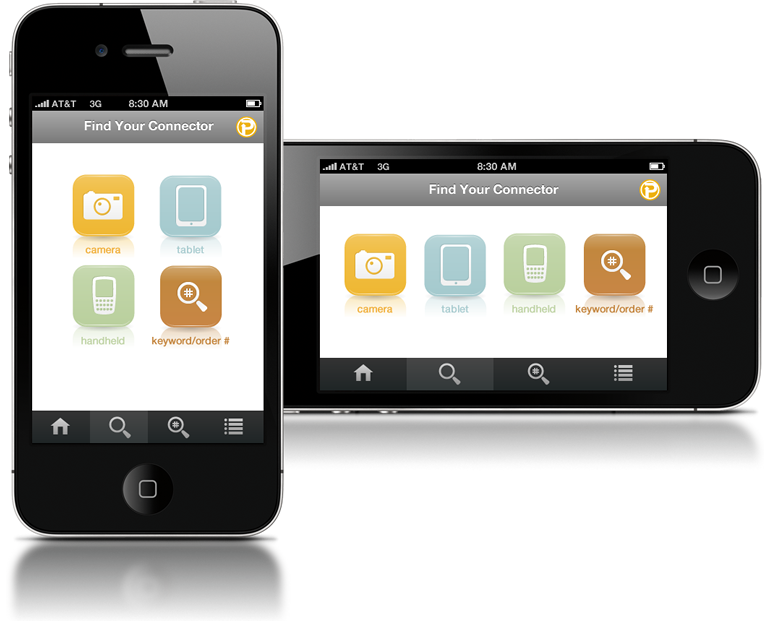 AT&T 3G 8:30 AM
Find Your Connector
P
camera tablet
handheld keyword/order #
AT&T 3G 8:30 AM
Find Your Connector
P
camera tablet handheld keyword/order #